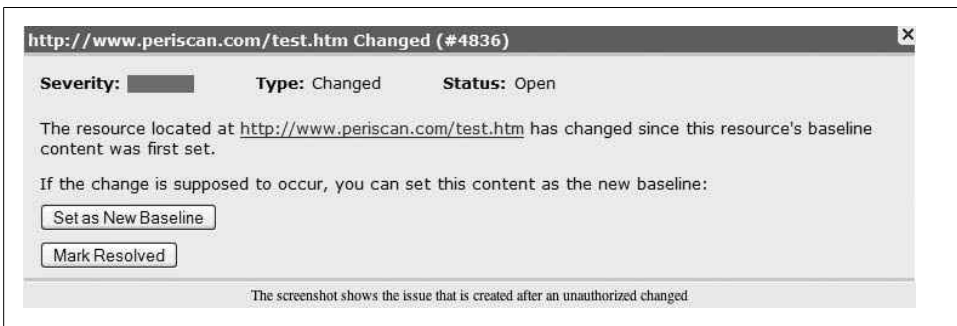 http://www.periscan.com/test.htm Changed (#4836)
Severity: Type: Changed Status: Open
The resource located at http://www.periscan.com/test.htm has changed since this resource's baseline
content was first set.
If the change is supposed to occur, you can set this content as the new baseline:
Set as New Baseline
Mark Resolved
The screenshot shows the issue that is created after an unauthorized changed